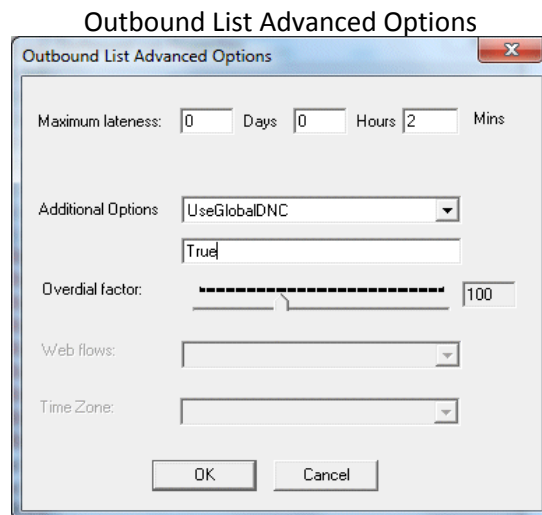 Outbound List Advanced Options
Outbound List Advanced Options
Maximum lateness: 0 Days 0 Hours 2 Mins
Additional Options UseGlobalDNC
True
Overdial factor: 100
Web flows:
Time Zone:
OK Cancel